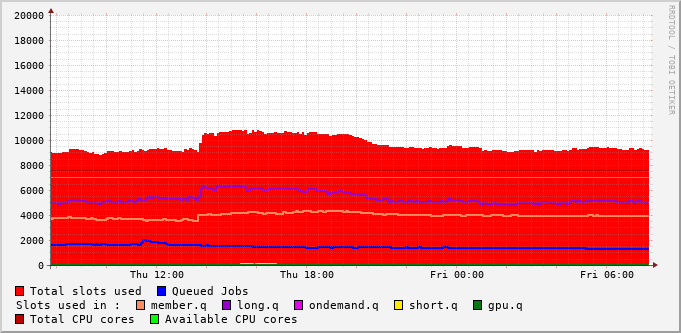 RRDTOOL / TOBI OETIKER
20000
18000
16000
14000
12000
10000
8000
6000
4000
2000
0
Thu 12:00 Thu 18:00 Fri 00:00 Fri 06:00
Total slots used Queued Jobs
Slots used in : member.q long.q ondemand.q short.q gpu.q
Total CPU cores Available CPU cores